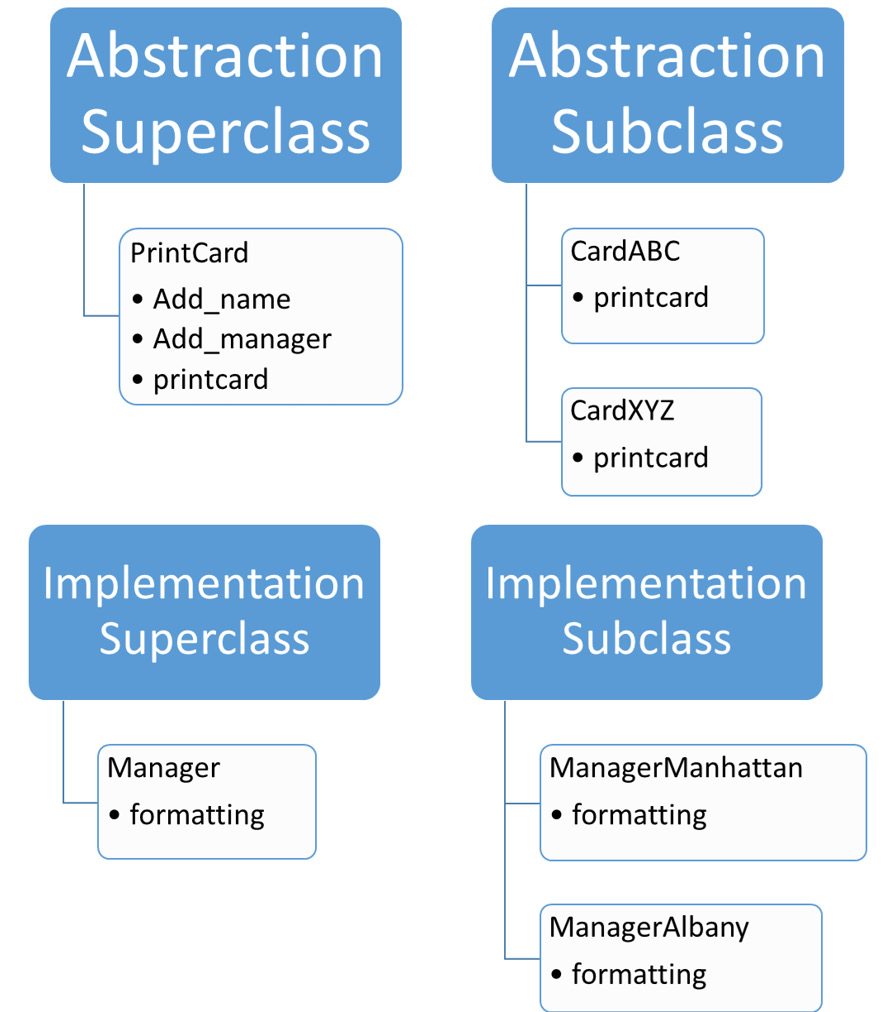 Abstraction
Superclass
PrintCard
• Add_name
• Add_manager
• printcard
Abstraction
Subclass
CardABC
• printcard
CardXYZ
• printcard
Implementation
Superclass
Manager
• formatting
Implementation
Subclass
ManagerManhattan
• formatting
ManagerAlbany
• formatting